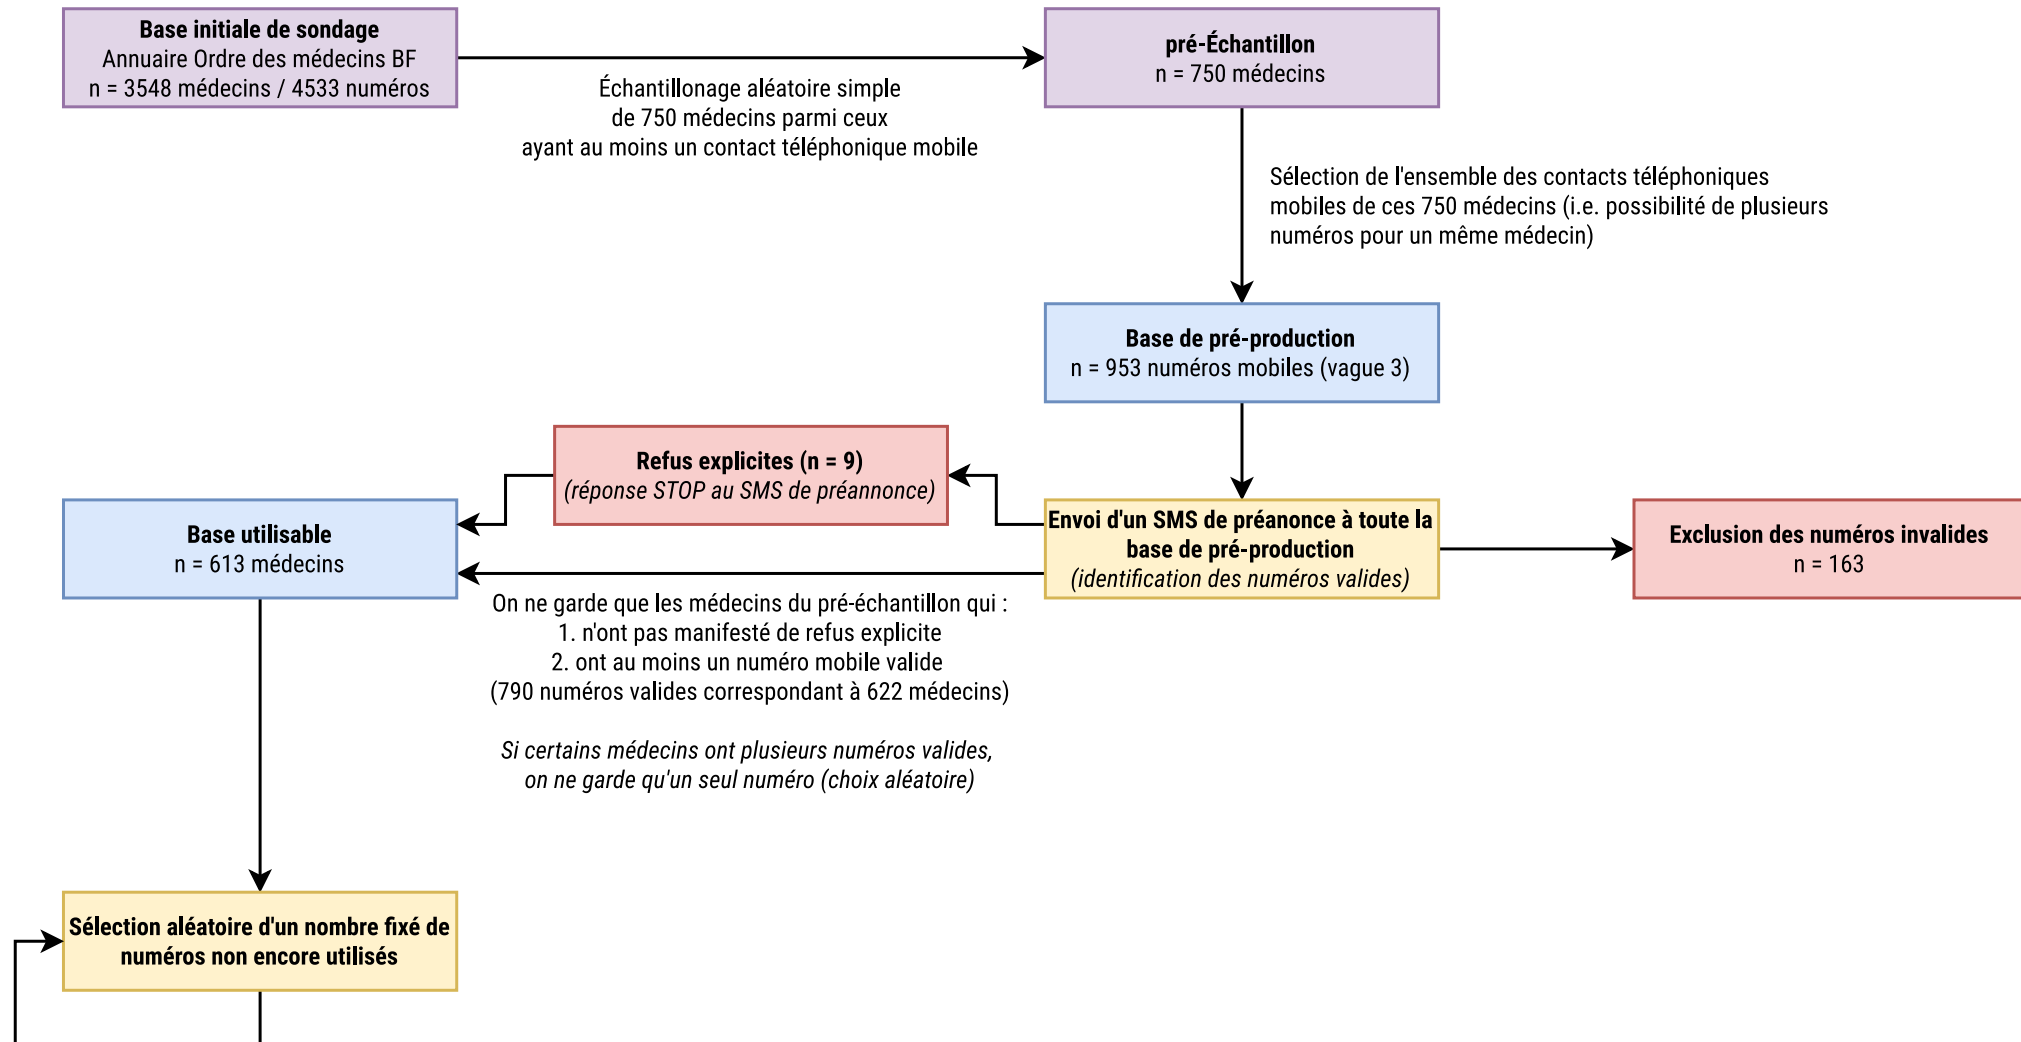 Base initiale de sondage
Annuaire Ordre des médecins BF
n = 3548 médecins / 4533 numéros
pré-Échantillon
n = 750 médecins
Échantillonage aléatoire simple
de 750 médecins parmi ceux
ayant au moins un contact téléphonique mobile
Sélection de l'ensemble des contacts téléphoniques
mobiles de ces 750 médecins (i.e. possibilité de plusieurs
numéros pour un même médecin)
Base de pré-production
n = 953 numéros mobiles (vague 3)
Refus explicites (n = 9)
(réponse STOP au SMS de préannonce)
Base utilisable
n = 613 médecins
Envoi d'un SMS de préanonce à toute la
base de pré-production
(identification des numéros valides)
Exclusion des numéros invalides
n = 163
On ne garde que les médecins du pré-échantillon qui :
1. n'ont pas manifesté de refus explicite
2. ont au moins un numéro mobile valide
(790 numéros valides correspondant à 622 médecins)
Si certains médecins ont plusieurs numéros valides,
on ne garde qu'un seul numéro (choix aléatoire)
Sélection aléatoire d'un nombre fixé de
numéros non encore utilisés